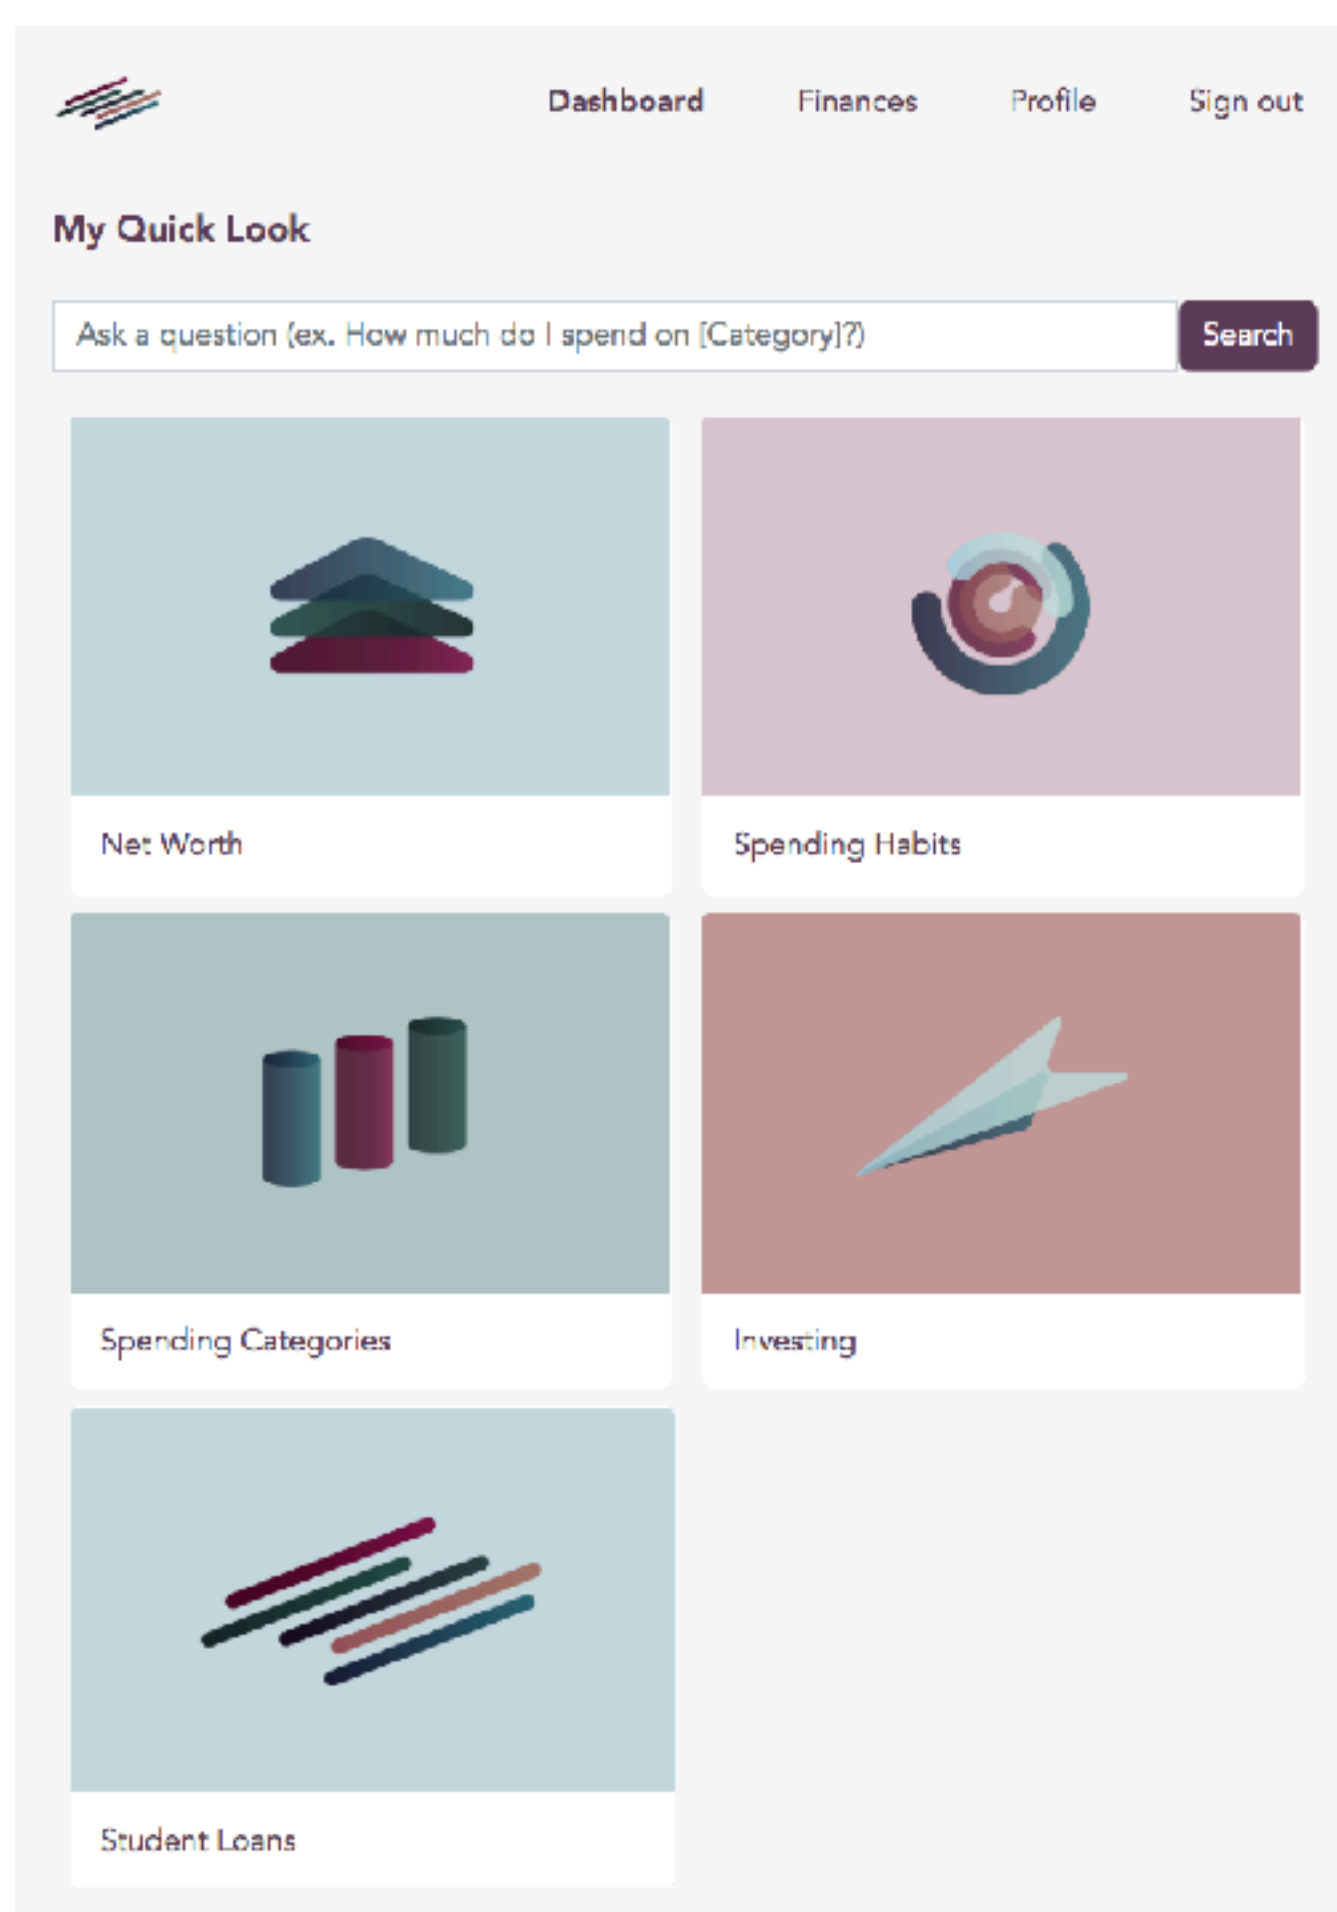 Dashboard Finances Profile Sign out
My Quick Look
Ask a question (ex. How much do I spend on [Category]?) Search
Net Worth
Spending Habits
Spending Categories
Investing
Student Loans